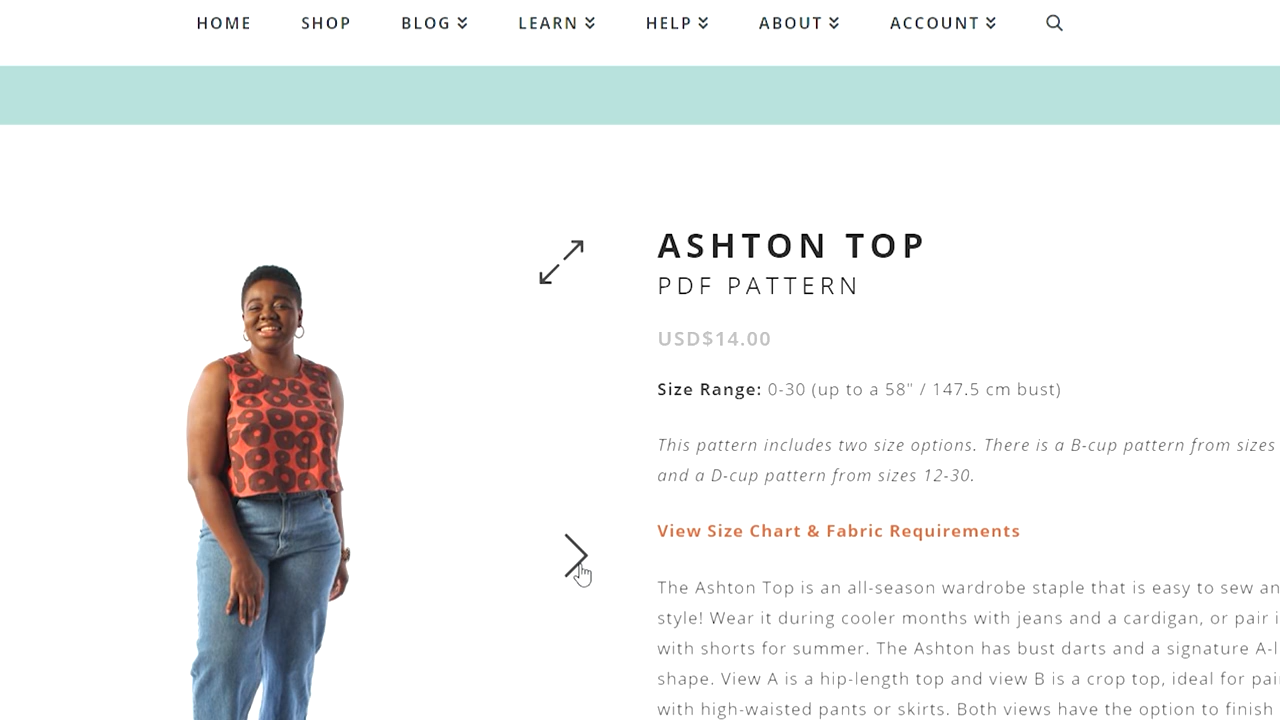 HOME SHOP BLOG LEARN HELP ABOUT ACCOUNT
ASHTON TOP
PDF PATTERN
USD$14.00
Size Range: 0-30 (up to a 58" / 147.5 cm bust)
This pattern includes two size options. There is a B-cup pattern from sizes
and a D-cup pattern from sizes 12-30.
View Size Chart & Fabric Requirements
The Ashton Top is an all-season wardrobe staple that is easy to sew an
style! Wear it during cooler months with jeans and a cardigan, or pair i
with shorts for summer. The Ashton has bust darts and a signature A-l
shape. View A is a hip-length top and view B is a crop top, ideal for pai
with high-waisted pants or skirts. Both views have the option to finish